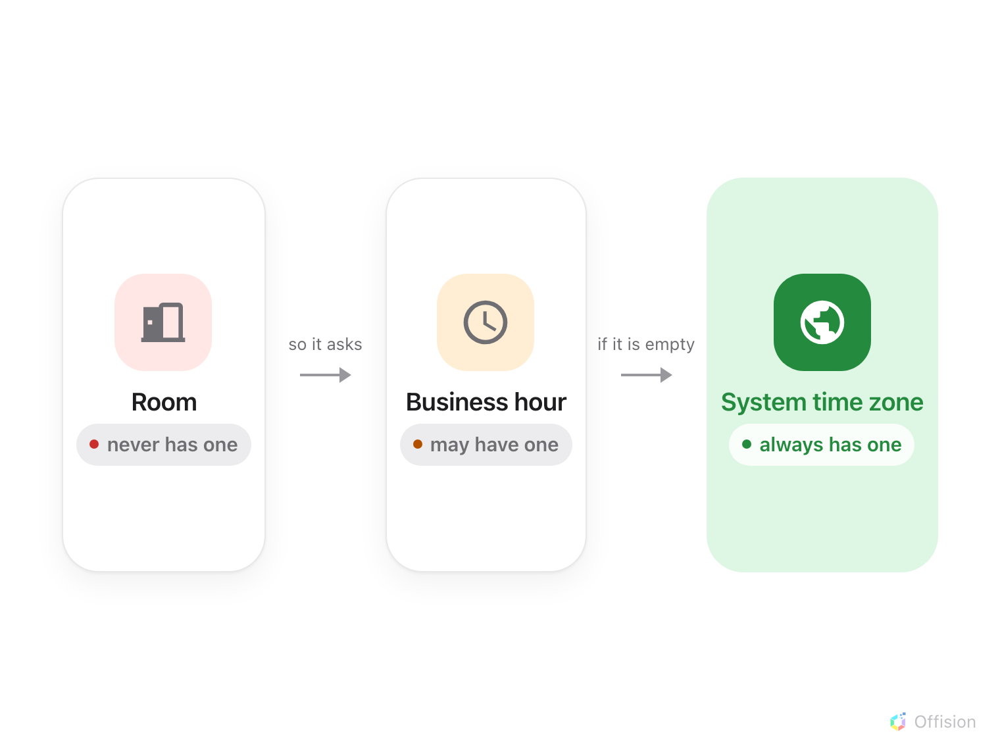 Room
never has one
so it asks
Business hour
may have one
if it is empty
System time zone
always has one
Offision